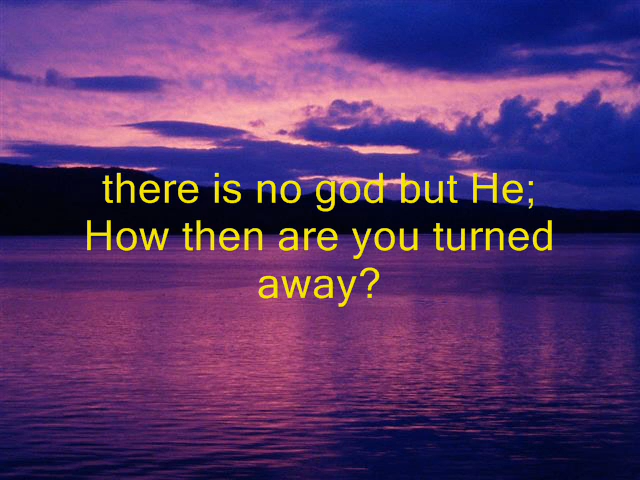 there is no god but He;
How then are you turned
away?